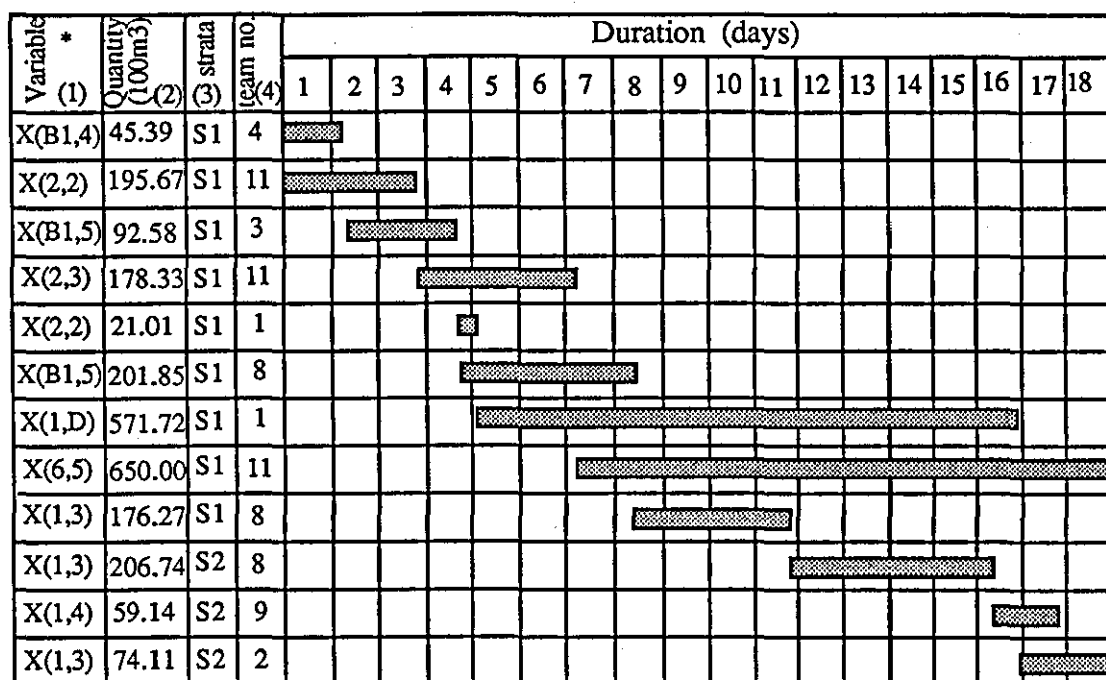 Variable * (1) Quantity (100m3) (2) strata (3) team no. (4) Duration (days)
1 2 3 4 5 6 7 8 9 10 11 12 13 14 15 16 17 18
X(B1,4) 45.39 S1 4
X(2,2) 195.67 S1 11
X(B1,5) 92.58 S1 3
X(2,3) 178.33 S1 11
X(2,2) 21.01 S1 1
X(B1,5) 201.85 S1 8
X(1,D) 571.72 S1 1
X(6,5) 650.00 S1 11
X(1,3) 176.27 S1 8
X(1,3) 206.74 S2 8
X(1,4) 59.14 S2 9
X(1,3) 74.11 S2 2